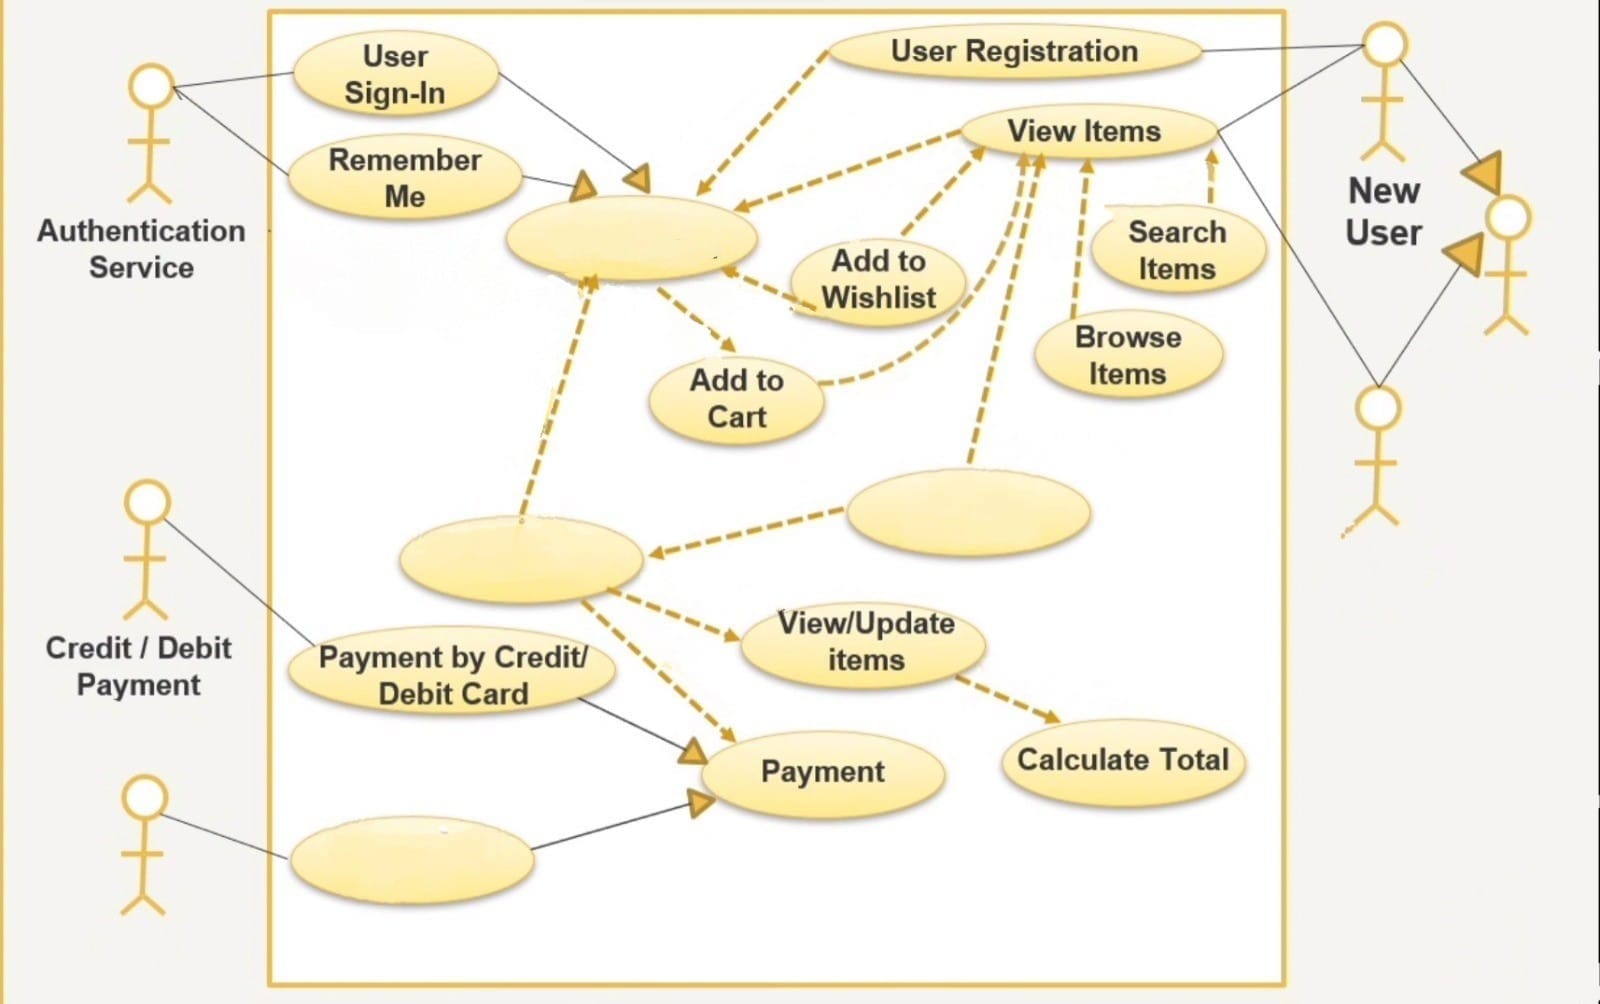 User
Sign-In
User Registration
View Items
Remember
Me
Authentication
Service
New
User
Search
Items
Add to
Wishlist
Browse
Items
Add to
Cart
View/Update
items
Credit / Debit
Payment
Payment by Credit/
Debit Card
Calculate Total
Payment